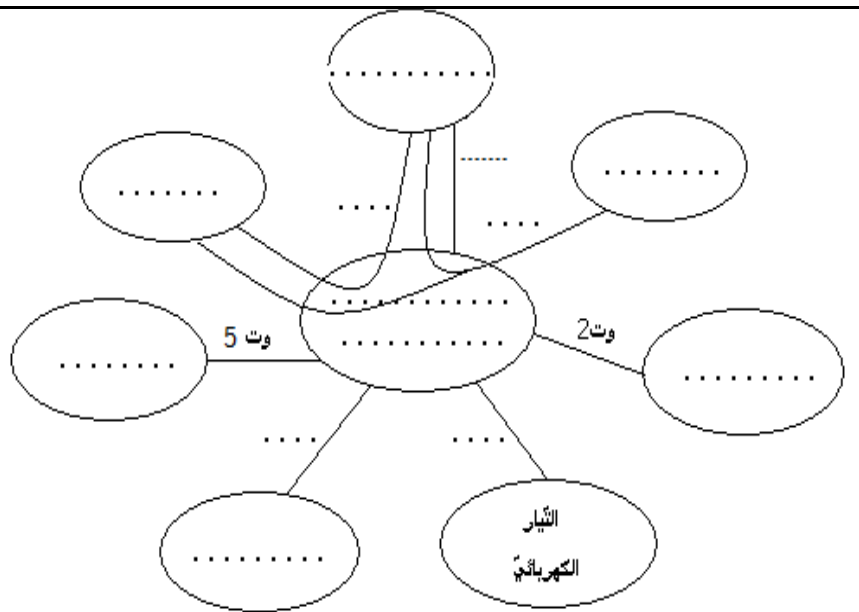 . . . . . . . . . . .
-------
. . . . . . .
. . . .
. . . .
. . . . . . . .
. . . . . . . . . . . .
. . . . . . . . . . .
وت2
. . . . . . . . .
وت 5
. . . . . . . .
. . . .
. . . .
. . . . . . . . .
التّيار
الكهربائيّ